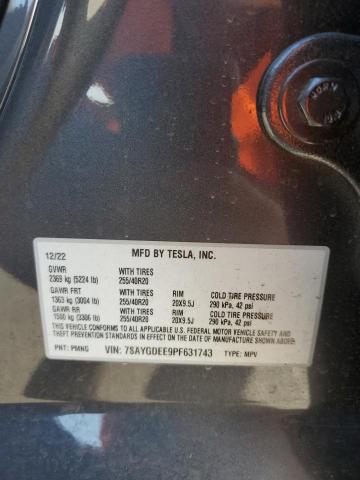 12/22 MFD BY TESLA, INC.
GVWR WITH TIRES
2369 kg (5224 lb) 255/40R20
GAWR FRT WITH TIRES RIM COLD TIRE PRESSURE
1363 kg (3004 lb) 255/40R20 20X9.5J 290 kPa, 42 psi
GAWR RR WITH TIRES RIM COLD TIRE PRESSURE
1580 kg (3386 lb) 255/40R20 20X9.5J 290 kPa, 42 psi
THIS VEHICLE CONFORMS TO ALL APPLICABLE U.S. FEDERAL MOTOR VEHICLE SAFETY AND
THEFT PREVENTION STANDARDS IN EFFECT ON THE DATE OF MANUFACTURE SHOWN ABOVE.
PNT: PMNG VIN: 7SAYGDEE9PF631743 TYPE: MPV